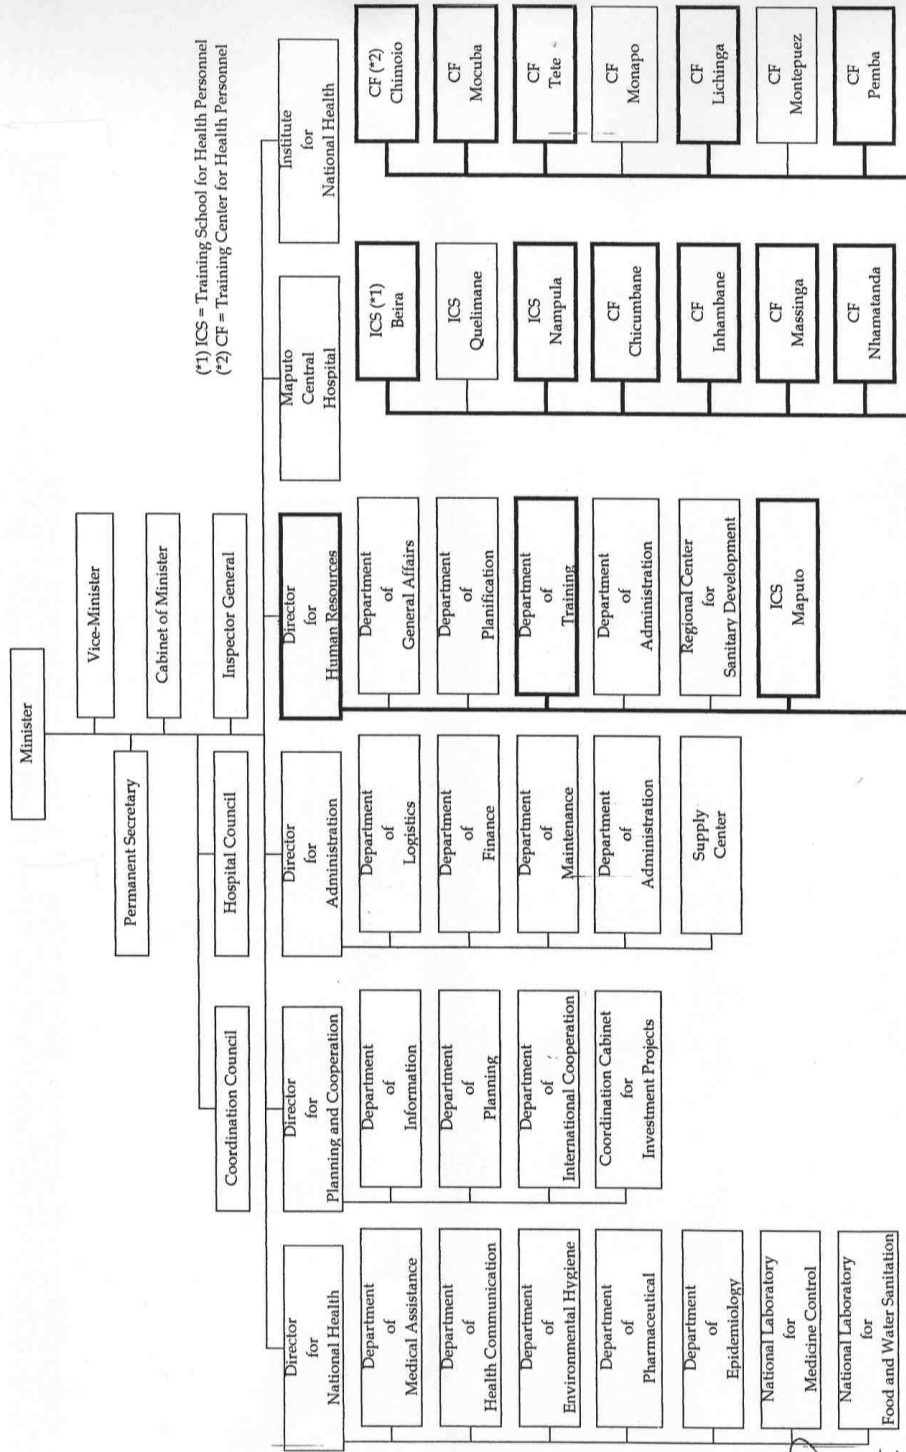 Minister
Vice-Minister
Permanent Secretary
Cabinet of Minister
Inspector General
Coordination Council
Hospital Council
(*1) ICS = Training School for Health Personnel
(*2) CF = Training Center for Health Personnel
Director
for
National Health
Department
of
Medical Assistance
Department
of
Health Communication
Department
of
Environmental Hygiene
Department
of
Pharmaceutical
Department
of
Epidemiology
National Laboratory
for
Medicine Control
National Laboratory
for
Food and Water Sanitation
Director
for
Planning and Cooperation
Department
of
Information
Department
of
Planning
Department
of
International Cooperation
Coordination Cabinet
for
Investment Projects
Director
for
Administration
Department
of
Logistics
Department
of
Finance
Department
of
Maintenance
Department
of
Administration
Supply
Center
Director
for
Human Resources
Department
of
General Affairs
Department
of
Planification
Department
of
Training
Department
of
Administration
Regional Center
for
Sanitary Development
ICS
Maputo
Maputo
Central
Hospital
ICS (*1)
Beira
ICS
Quelimane
ICS
Nampula
CF
Chicumbane
CF
Inhambane
CF
Massinga
CF
Nhamatanda
Institute
for
National Health
CF (*2)
Chimoio
CF
Mocuba
CF
Tete
CF
Monapo
CF
Lichinga
CF
Montepuez
CF
Pemba